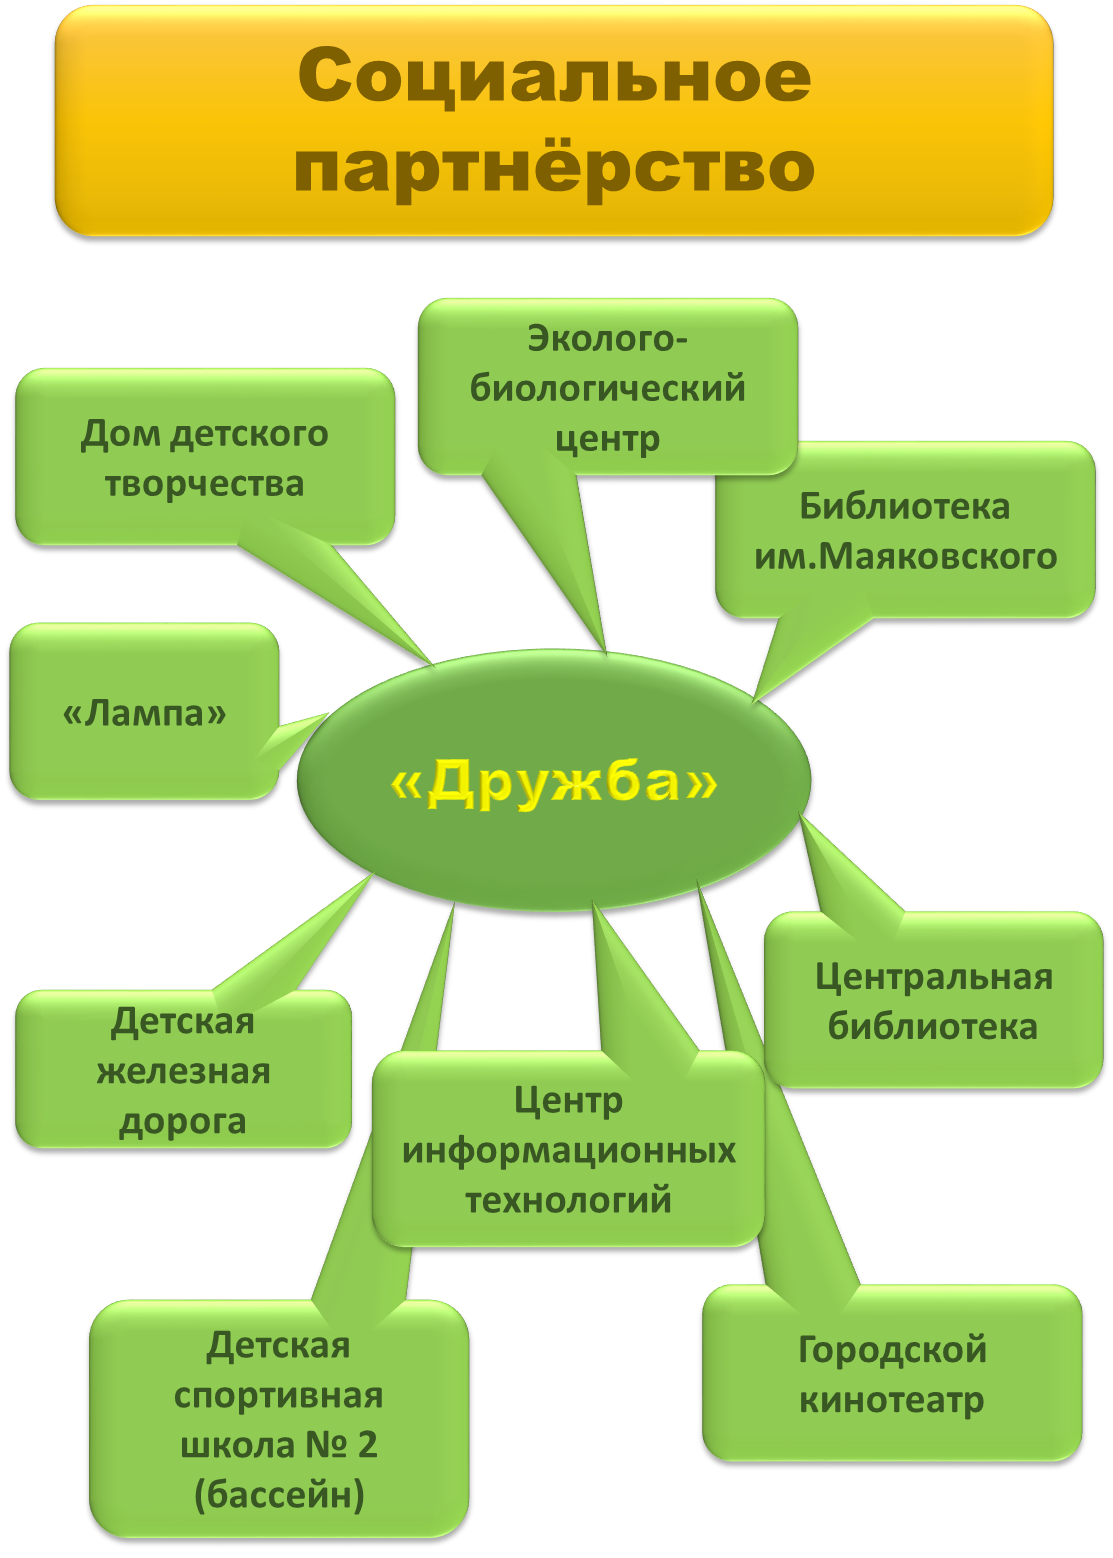 Социальное
партнёрство
Эколого-
биологический
центр
Дом детского
творчества
Библиотека
им.Маяковского
«Лампа»
«Дружба»
Центральная
библиотека
Детская
железная
дорога
Центр
информационных
технологий
Детская
спортивная
школа № 2
(бассейн)
Городской
кинотеатр